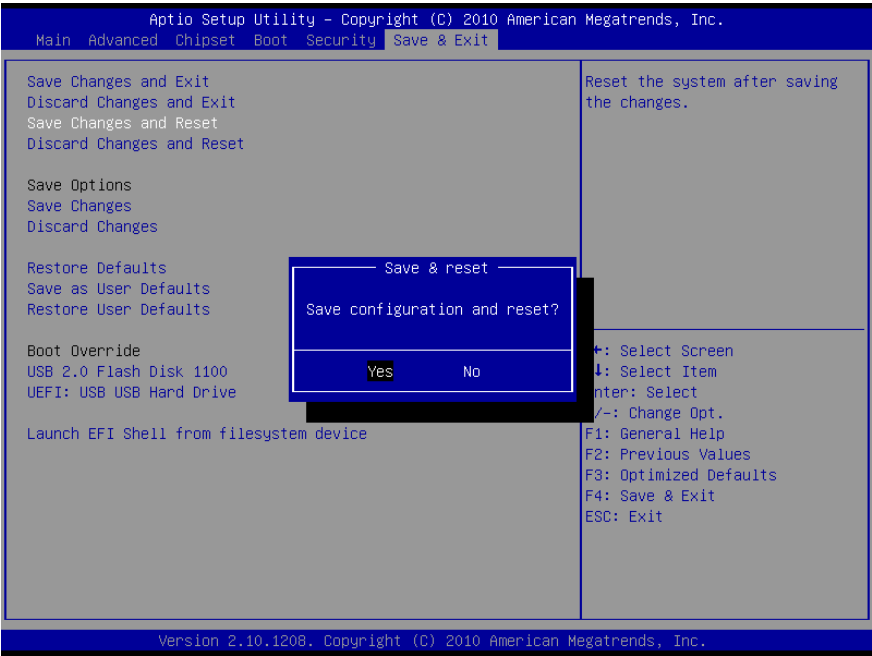 Aptio Setup Utility – Copyright (C) 2010 American Megatrends, Inc.
Main Advanced Chipset Boot Security Save & Exit
Save Changes and Exit
Discard Changes and Exit
Save Changes and Reset
Discard Changes and Reset
Save Options
Save Changes
Discard Changes
Restore Defaults
Save as User Defaults
Restore User Defaults
Boot Override
USB 2.0 Flash Disk 1100
UEFI: USB USB Hard Drive
Launch EFI Shell from filesystem device
Save & reset
Save configuration and reset?
Yes No
Reset the system after saving
the changes.
: Select Screen
: Select Item
nter: Select
/-: Change Opt.
F1: General Help
F2: Previous Values
F3: Optimized Defaults
F4: Save & Exit
ESC: Exit
Version 2.10.1208. Copyright (C) 2010 American Megatrends, Inc.